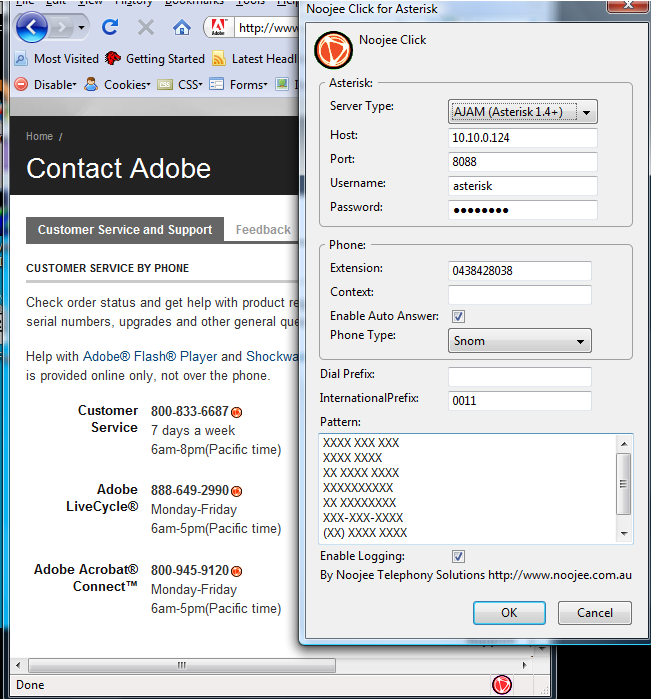 File Edit View History Bookmarks Tools Help
http://www
Most Visited Getting Started Latest Headl
Disable Cookies CSS Forms I
Home /
Contact Adobe
Customer Service and Support Feedback
CUSTOMER SERVICE BY PHONE
Check order status and get help with product re
serial numbers, upgrades and other general que
Help with Adobe® Flash® Player and Shockwa
is provided online only, not over the phone.
Customer Service
800-833-6687
7 days a week
6am-8pm(Pacific time)
Adobe LiveCycle®
888-649-2990
Monday-Friday
6am-5pm(Pacific time)
Adobe Acrobat® Connect™
800-945-9120
Monday-Friday
6am-5pm(Pacific time)
Done
Noojee Click for Asterisk
Noojee Click
Asterisk:
Server Type: AJAM (Asterisk 1.4+)
Host: 10.10.0.124
Port: 8088
Username: asterisk
Password: ●●●●●●●●
Phone:
Extension: 0438428038
Context:
Enable Auto Answer:
Phone Type: Snom
Dial Prefix:
InternationalPrefix: 0011
Pattern:
XXXX XXX XXX
XXXX XXXX
XX XXXX XXXX
XXXXXXXXXX
XX XXXXXXXX
XXX-XXX-XXXX
(XX) XXXX XXXX
Enable Logging:
By Noojee Telephony Solutions http://www.noojee.com.au
OK Cancel